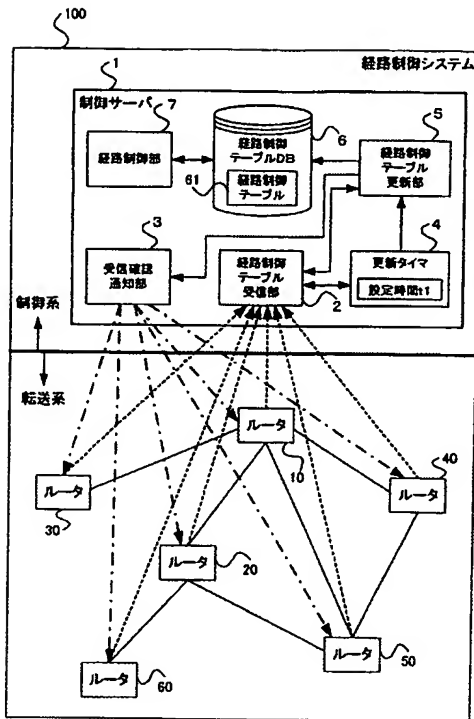 100
経路制御システム
1
制御サーバ
7
経路制御部
6
経路制御
テーブルDB
61
経路制御
テーブル
5
経路制御
テーブル
更新部
3
受信確認
通知部
経路制御
テーブル
受信部
2
4
更新タイマ
設定時間t1
制御系
転送系
ルータ
10
ルータ
40
ルータ
30
ルータ
20
ルータ
50
ルータ
60